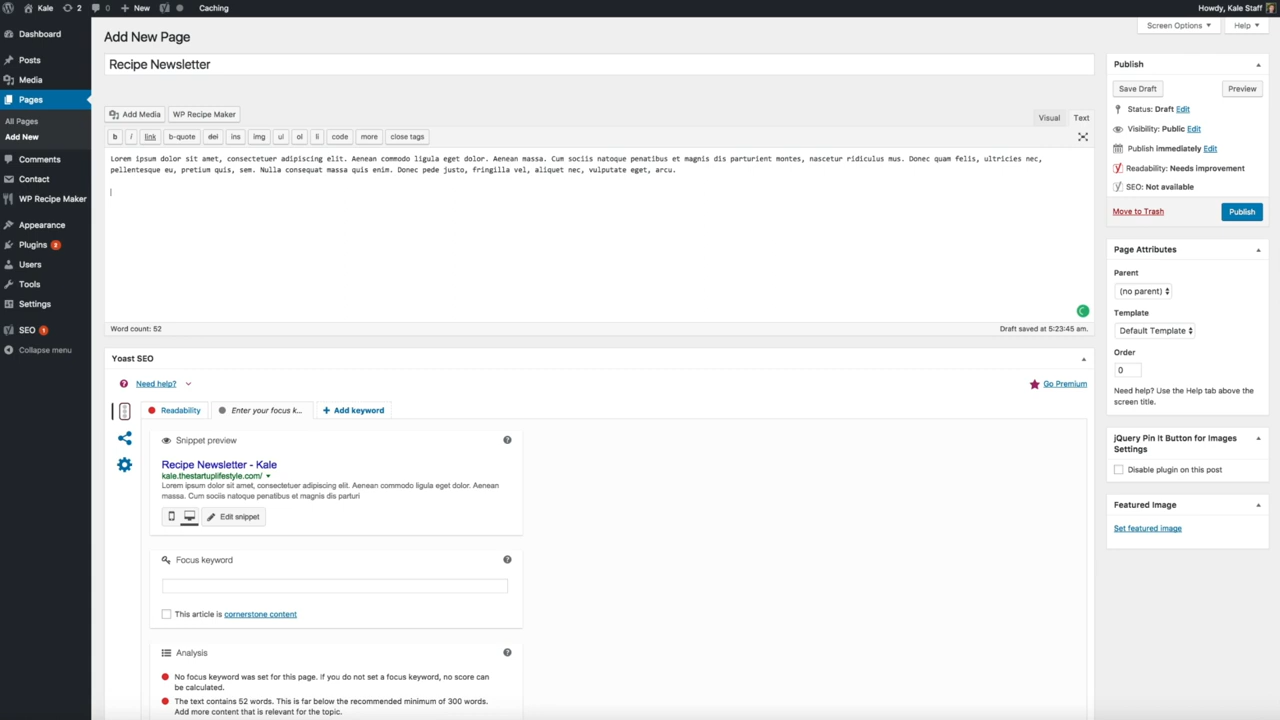 Kale 2 0 New Caching Howdy, Kale Staff
Screen Options Help
Dashboard
Posts
Media
Pages
All Pages
Add New
Comments
Contact
WP Recipe Maker
Appearance
Plugins 2
Users
Tools
Settings
SEO 1
Collapse menu
Add New Page
Recipe Newsletter
Add Media WP Recipe Maker
Visual Text
b i link b-quote del ins img ul ol li code more close tags
Lorem ipsum dolor sit amet, consectetuer adipiscing elit. Aenean commodo ligula eget dolor. Aenean massa. Cum sociis natoque penatibus et magnis dis parturient montes, nascetur ridiculus mus. Donec quam felis, ultricies nec,
pellentesque eu, pretium quis, sem. Nulla consequat massa quis enim. Donec pede justo, fringilla vel, aliquet nec, vulputate eget, arcu.
Word count: 52 Draft saved at 5:23:45 am.
Yoast SEO
Need help? Go Premium
Readability Enter your focus k... + Add keyword
Snippet preview
Recipe Newsletter - Kale
kale.thestartuplifestyle.com/
Lorem ipsum dolor sit amet, consectetuer adipiscing elit. Aenean commodo ligula eget dolor. Aenean
massa. Cum sociis natoque penatibus et magnis dis parturi
Edit snippet
Focus keyword
This article is cornerstone content
Analysis
No focus keyword was set for this page. If you do not set a focus keyword, no score can
be calculated.
The text contains 52 words. This is far below the recommended minimum of 300 words.
Add more content that is relevant for the topic.
Publish
Save Draft Preview
Status: Draft Edit
Visibility: Public Edit
Publish immediately Edit
Readability: Needs improvement
SEO: Not available
Move to Trash Publish
Page Attributes
Parent
(no parent)
Template
Default Template
Order
0
Need help? Use the Help tab above the
screen title.
jQuery Pin It Button for Images
Settings
Disable plugin on this post
Featured Image
Set featured image